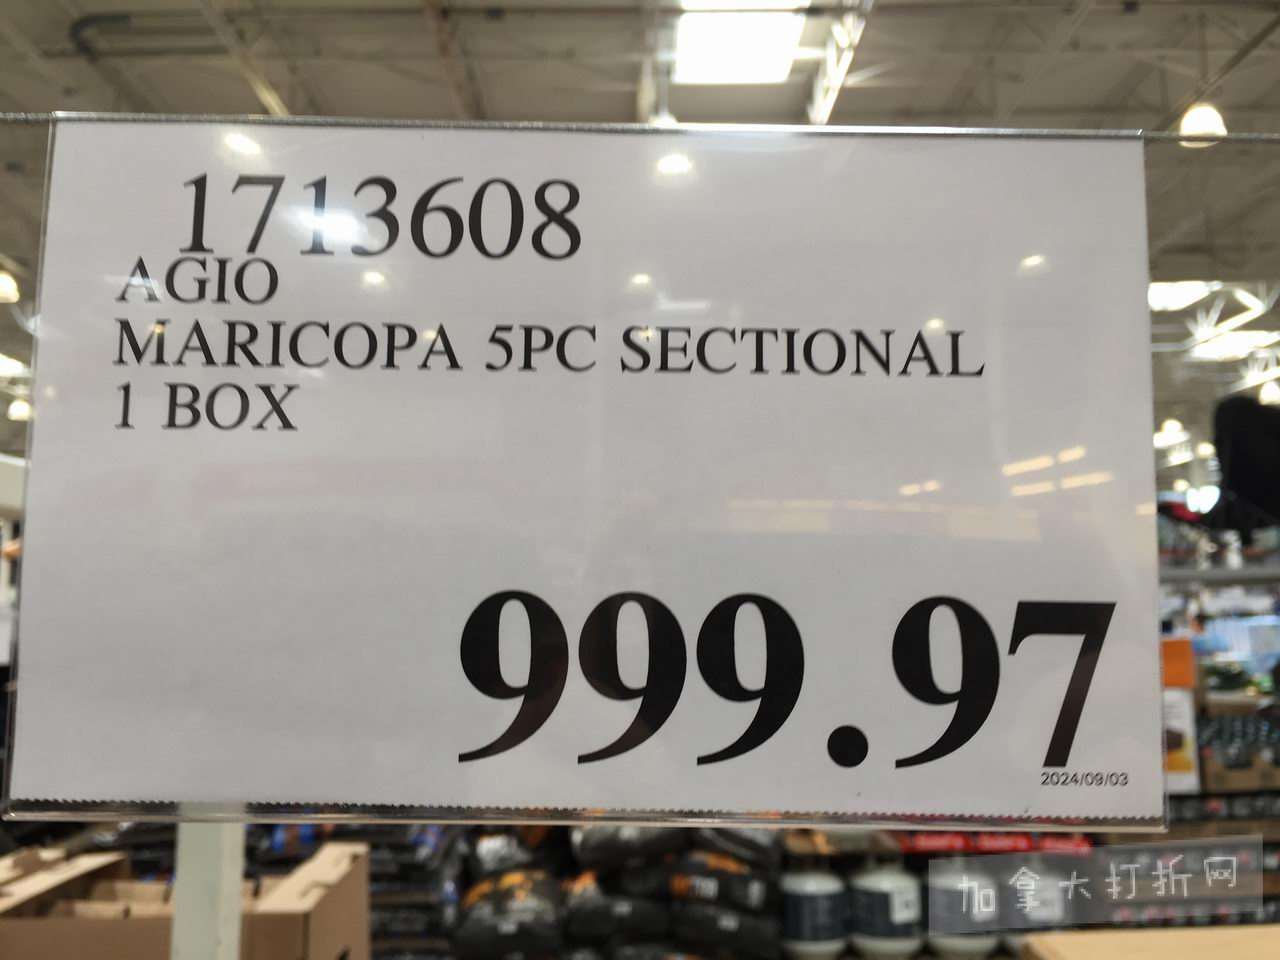 1713608
AGIO
MARICOPA 5PC SECTIONAL
1 BOX
999.97
2024/09/03
加拿大打折网